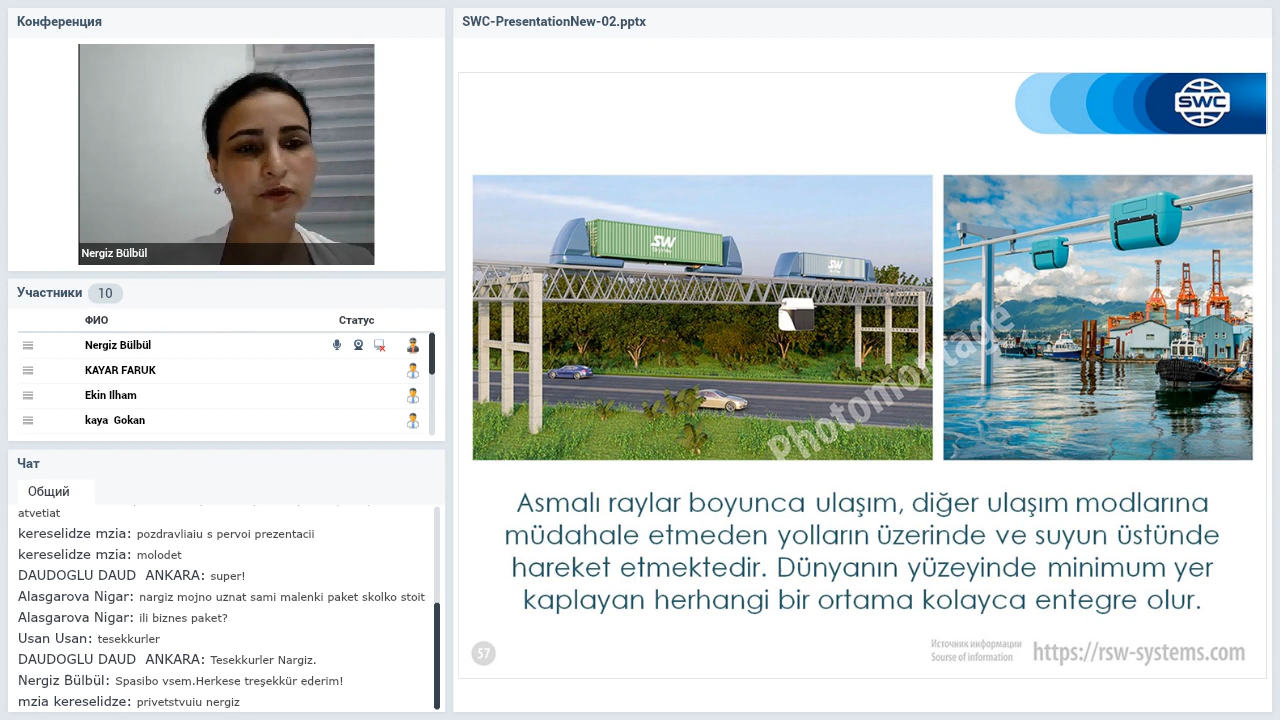 Конференция
Nergiz Bülbül
Участники 10
ФИО Статус
Nergiz Bülbül
KAYAR FARUK
Ekin Ilham
kaya Gokan
Чат
Общий
atvetiat
kereselidze mzia: pozdravliaiu s pervoi prezentacii
kereselidze mzia: molodet
DAUDOGLU DAUD ANKARA: super!
Alasgarova Nigar: nargiz mojno uznat sami malenki paket skolko stoit
Alasgarova Nigar: ili biznes paket?
Usan Usan: tesekkurler
DAUDOGLU DAUD ANKARA: Tesekkurlér Nargiz.
Nergiz Bülbül: Spasibo vsem.Herkese treşekkür ederim!
mzia kereselidze: privetstvuiu nergiz
SWC-PresentationNew-02.pptx
SWC
SW
SW
Photomontage
Asmalı raylar boyunca ulaşım, diğer ulaşım modlarına
müdahale etmeden yolların üzerinde ve suyun üstünde
hareket etmektedir. Dünyanın yüzeyinde minimum yer
kaplayan herhangi bir ortama kolayca entegre olur.
57
Источник информации
Sourse of information
https://rsw-systems.com